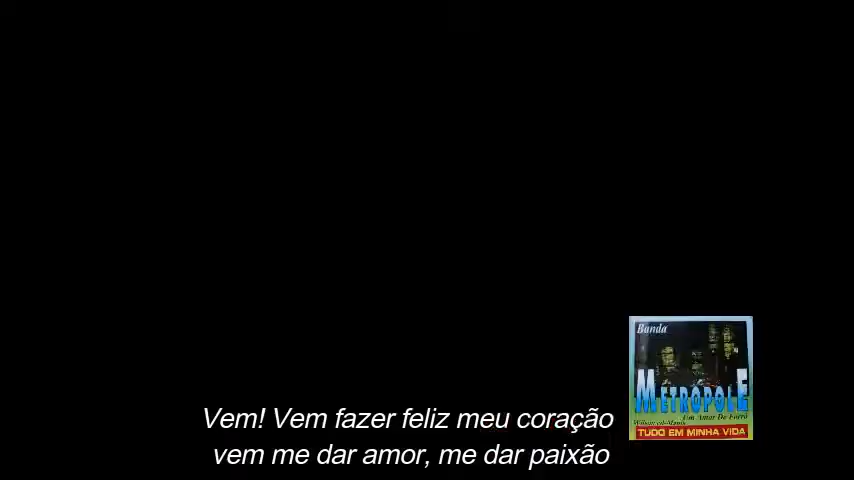 Banda
METRÓPOLE
Um Amor De Forró
TUDO EM MINHA VIDA
Vem! Vem fazer feliz meu coração
vem me dar amor, me dar paixão